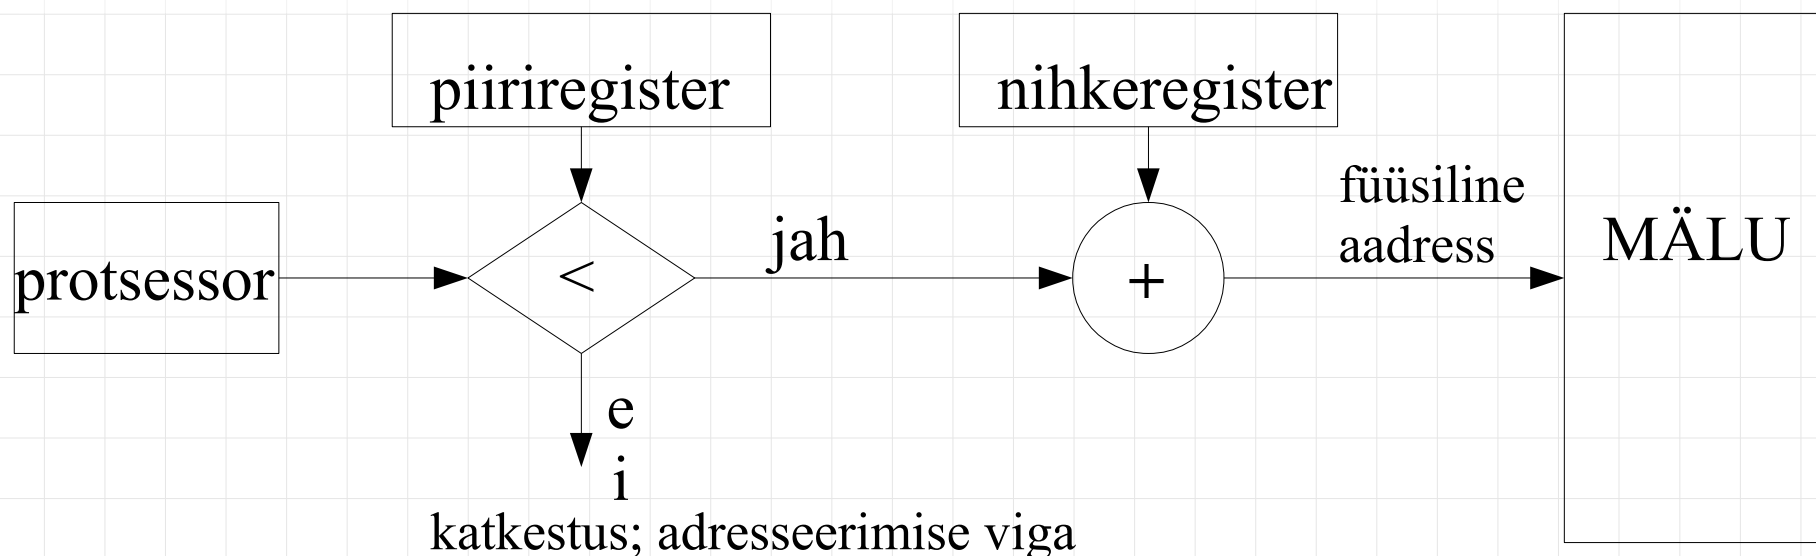 piiriregister
nihkeregister
protsessor
<
jah
+
füüsiline
aadress
MÄLU
e
i
katkestus; adresseerimise viga